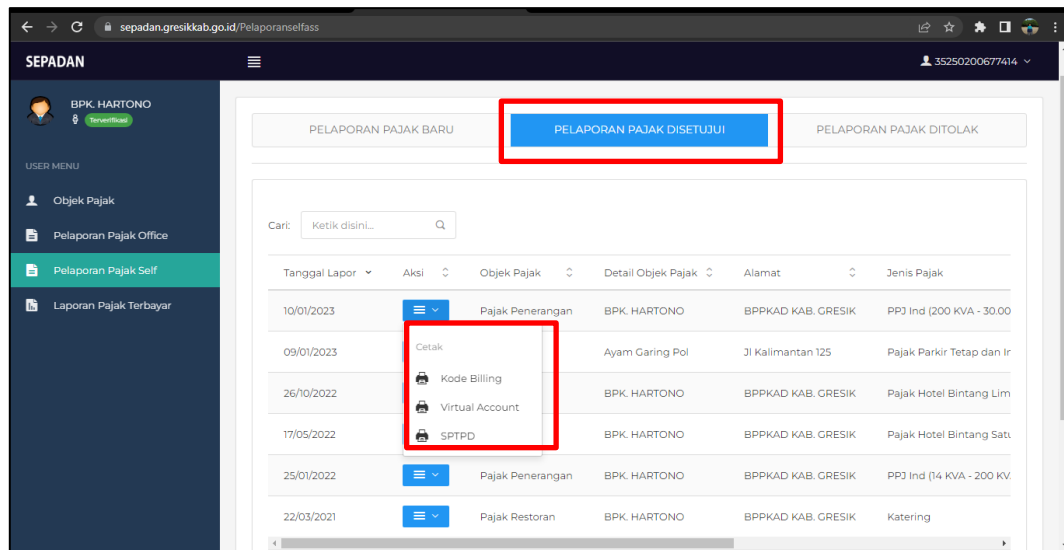 sepadan.gresikkab.go.id/Pelaporanselfass
SEPADAN
35250200677414
BPK. HARTONO
Terverifikasi
USER MENU
Objek Pajak
Pelaporan Pajak Office
Pelaporan Pajak Self
Laporan Pajak Terbayar
PELAPORAN PAJAK BARU PELAPORAN PAJAK DISETUJUI PELAPORAN PAJAK DITOLAK
Cari: Ketik disini...
Tanggal Lapor Aksi Objek Pajak Detail Objek Pajak Alamat Jenis Pajak
10/01/2023 Pajak Penerangan BPK. HARTONO BPPKAD KAB. GRESIK PPJ Ind (200 KVA - 30.00
Cetak
Kode Billing
Virtual Account
SPTPD
09/01/2023 Ayam Garing Pol Jl Kalimantan 125 Pajak Parkir Tetap dan In
26/10/2022 BPK. HARTONO BPPKAD KAB. GRESIK Pajak Hotel Bintang Lim
17/05/2022 BPK. HARTONO BPPKAD KAB. GRESIK Pajak Hotel Bintang Satu
25/01/2022 Pajak Penerangan BPK. HARTONO BPPKAD KAB. GRESIK PPJ Ind (14 KVA - 200 KV
22/03/2021 Pajak Restoran BPK. HARTONO BPPKAD KAB. GRESIK Katering